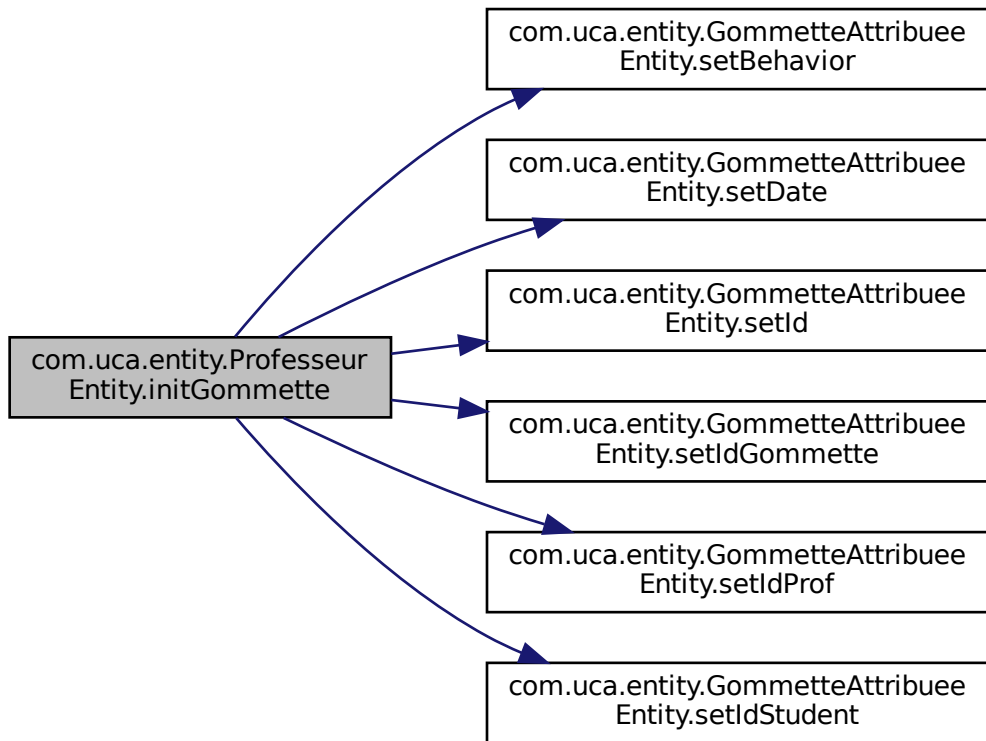 com.uca.entity.GommetteAttribuee
Entity.setBehavior
com.uca.entity.GommetteAttribuee
Entity.setDate
com.uca.entity.GommetteAttribuee
Entity.setId
com.uca.entity.Professeur
Entity.initGommette
com.uca.entity.GommetteAttribuee
Entity.setIdGommette
com.uca.entity.GommetteAttribuee
Entity.setIdProf
com.uca.entity.GommetteAttribuee
Entity.setIdStudent